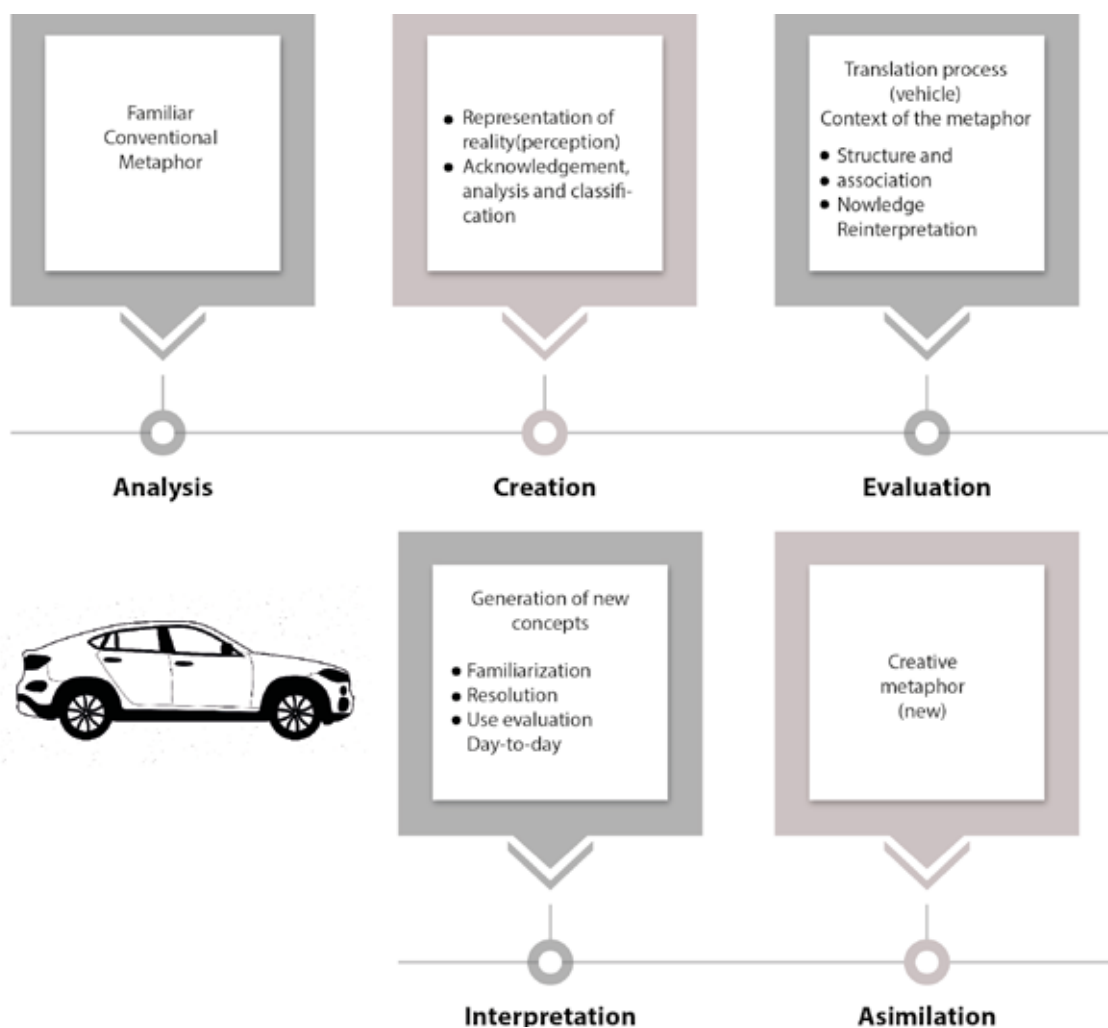 Familiar
Conventional
Metaphor
● Representation of
reality(perception)
● Acknowledgement,
analysis and classifi-
cation
Translation process
(vehicle)
Context of the metaphor
● Structure and
● association
● Nowledge
Reinterpretation
Analysis
Creation
Evaluation
Generation of new
concepts
● Familiarization
● Resolution
● Use evaluation
Day-to-day
Creative
metaphor
(new)
Interpretation
Asimilation